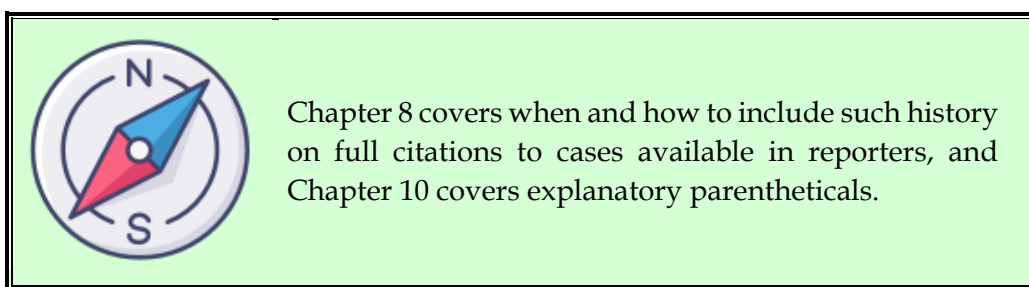 N
Chapter 8 covers when and how to include such history
on full citations to cases available in reporters, and
Chapter 10 covers explanatory parentheticals.
S